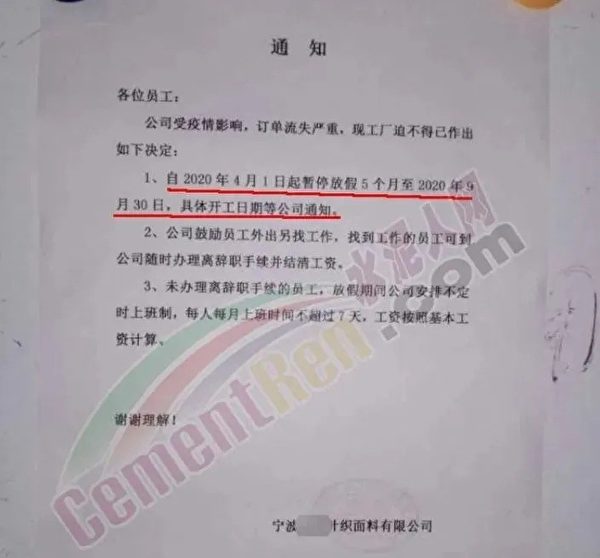 通 知
各位员工：
公司受疫情影响，订单流失严重，现工厂迫不得已作出
如下决定：
1、自 2020 年 4 月 1 日起暂停放假 5 个月至 2020 年 9
月 30 日，具体开工日期等公司通知。
2、公司鼓励员工外出另找工作，找到工作的员工可到
公司随时办理离辞职手续并结清工资。
3、未办理离辞职手续的员工，放假期间公司安排不定
时上班制，每人每月上班时间不超过 7 天，工资按照基本工
资计算。
谢谢理解！
宁波 针织面料有限公司
水泥人网
CementRen.com